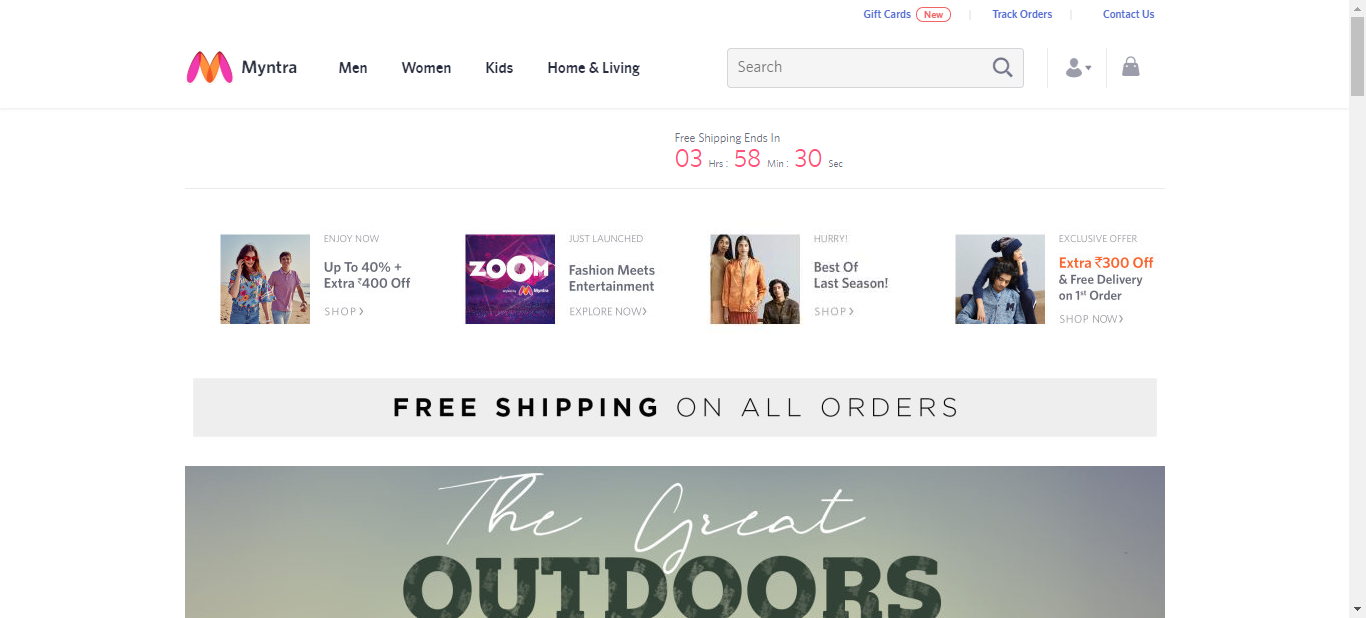 Gift Cards New | Track Orders | Contact Us
Myntra Men Women Kids Home & Living Search
Free Shipping Ends In
03 Hrs : 58 Min : 30 Sec
ENJOY NOW
Up To 40% +
Extra ₹400 Off
SHOP >
ZOOM
Myntra
JUST LAUNCHED
Fashion Meets
Entertainment
EXPLORE NOW>
HURRY!
Best Of
Last Season!
SHOP >
M
EXCLUSIVE OFFER
Extra ₹300 Off
& Free Delivery
on 1st Order
SHOP NOW>
FREE SHIPPING ON ALL ORDERS
The Great
OUTDOORS